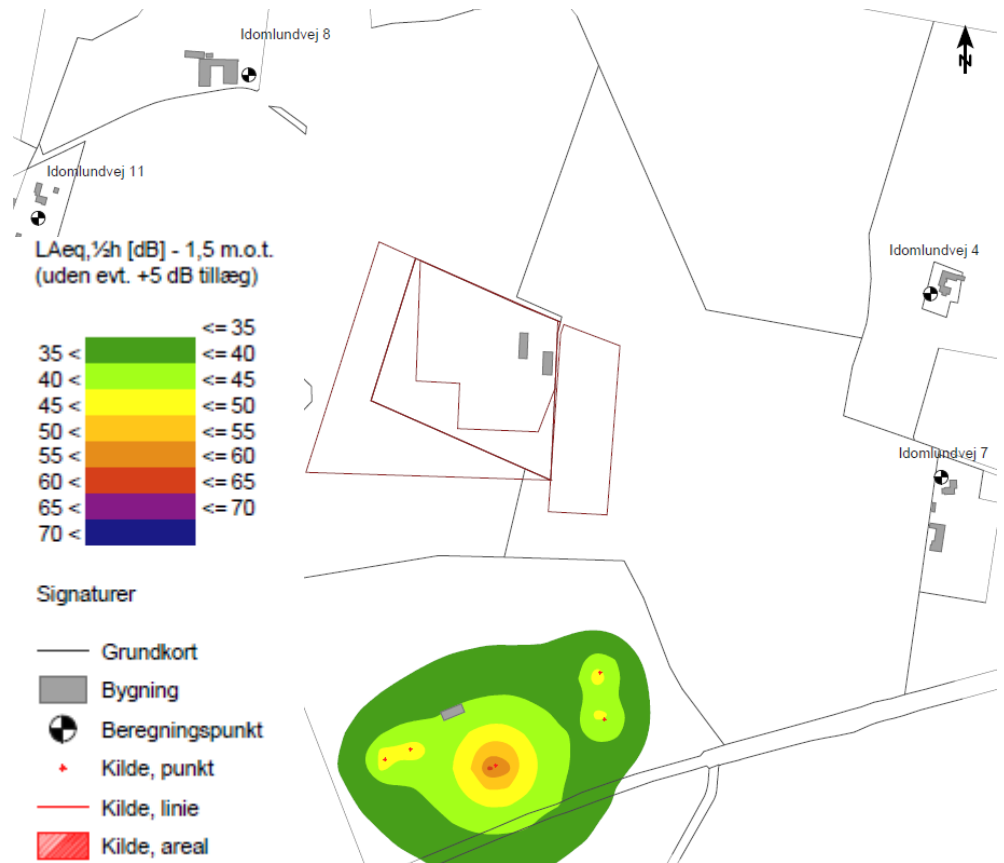 Idomlundvej 8
N
Idomlundvej 11
LAeq,½h [dB] - 1,5 m.o.t.
(uden evt. +5 dB tillæg)
Idomlundvej 4
<= 35
35 < <= 40
40 < <= 45
45 < <= 50
50 < <= 55
55 < <= 60
60 < <= 65
65 < <= 70
70 <
Idomlundvej 7
Signaturer
Grundkort
Bygning
Beregningspunkt
Kilde, punkt
Kilde, linie
Kilde, areal